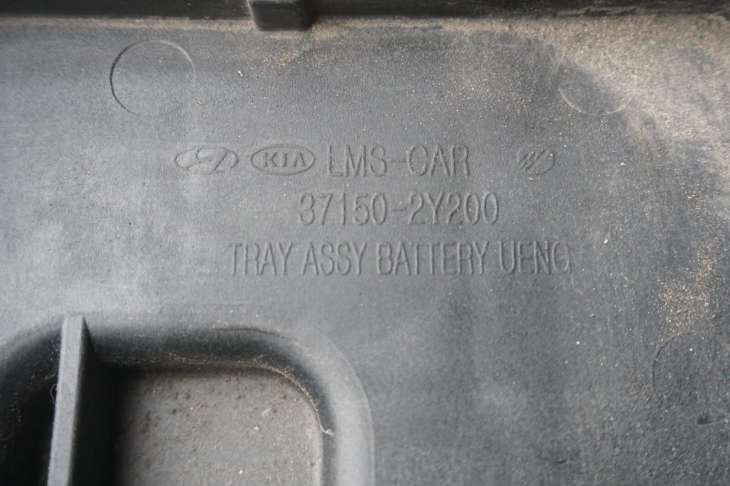 KIA LMS-CAR
37150-2Y200
TRAY ASSY BATTERY UENG